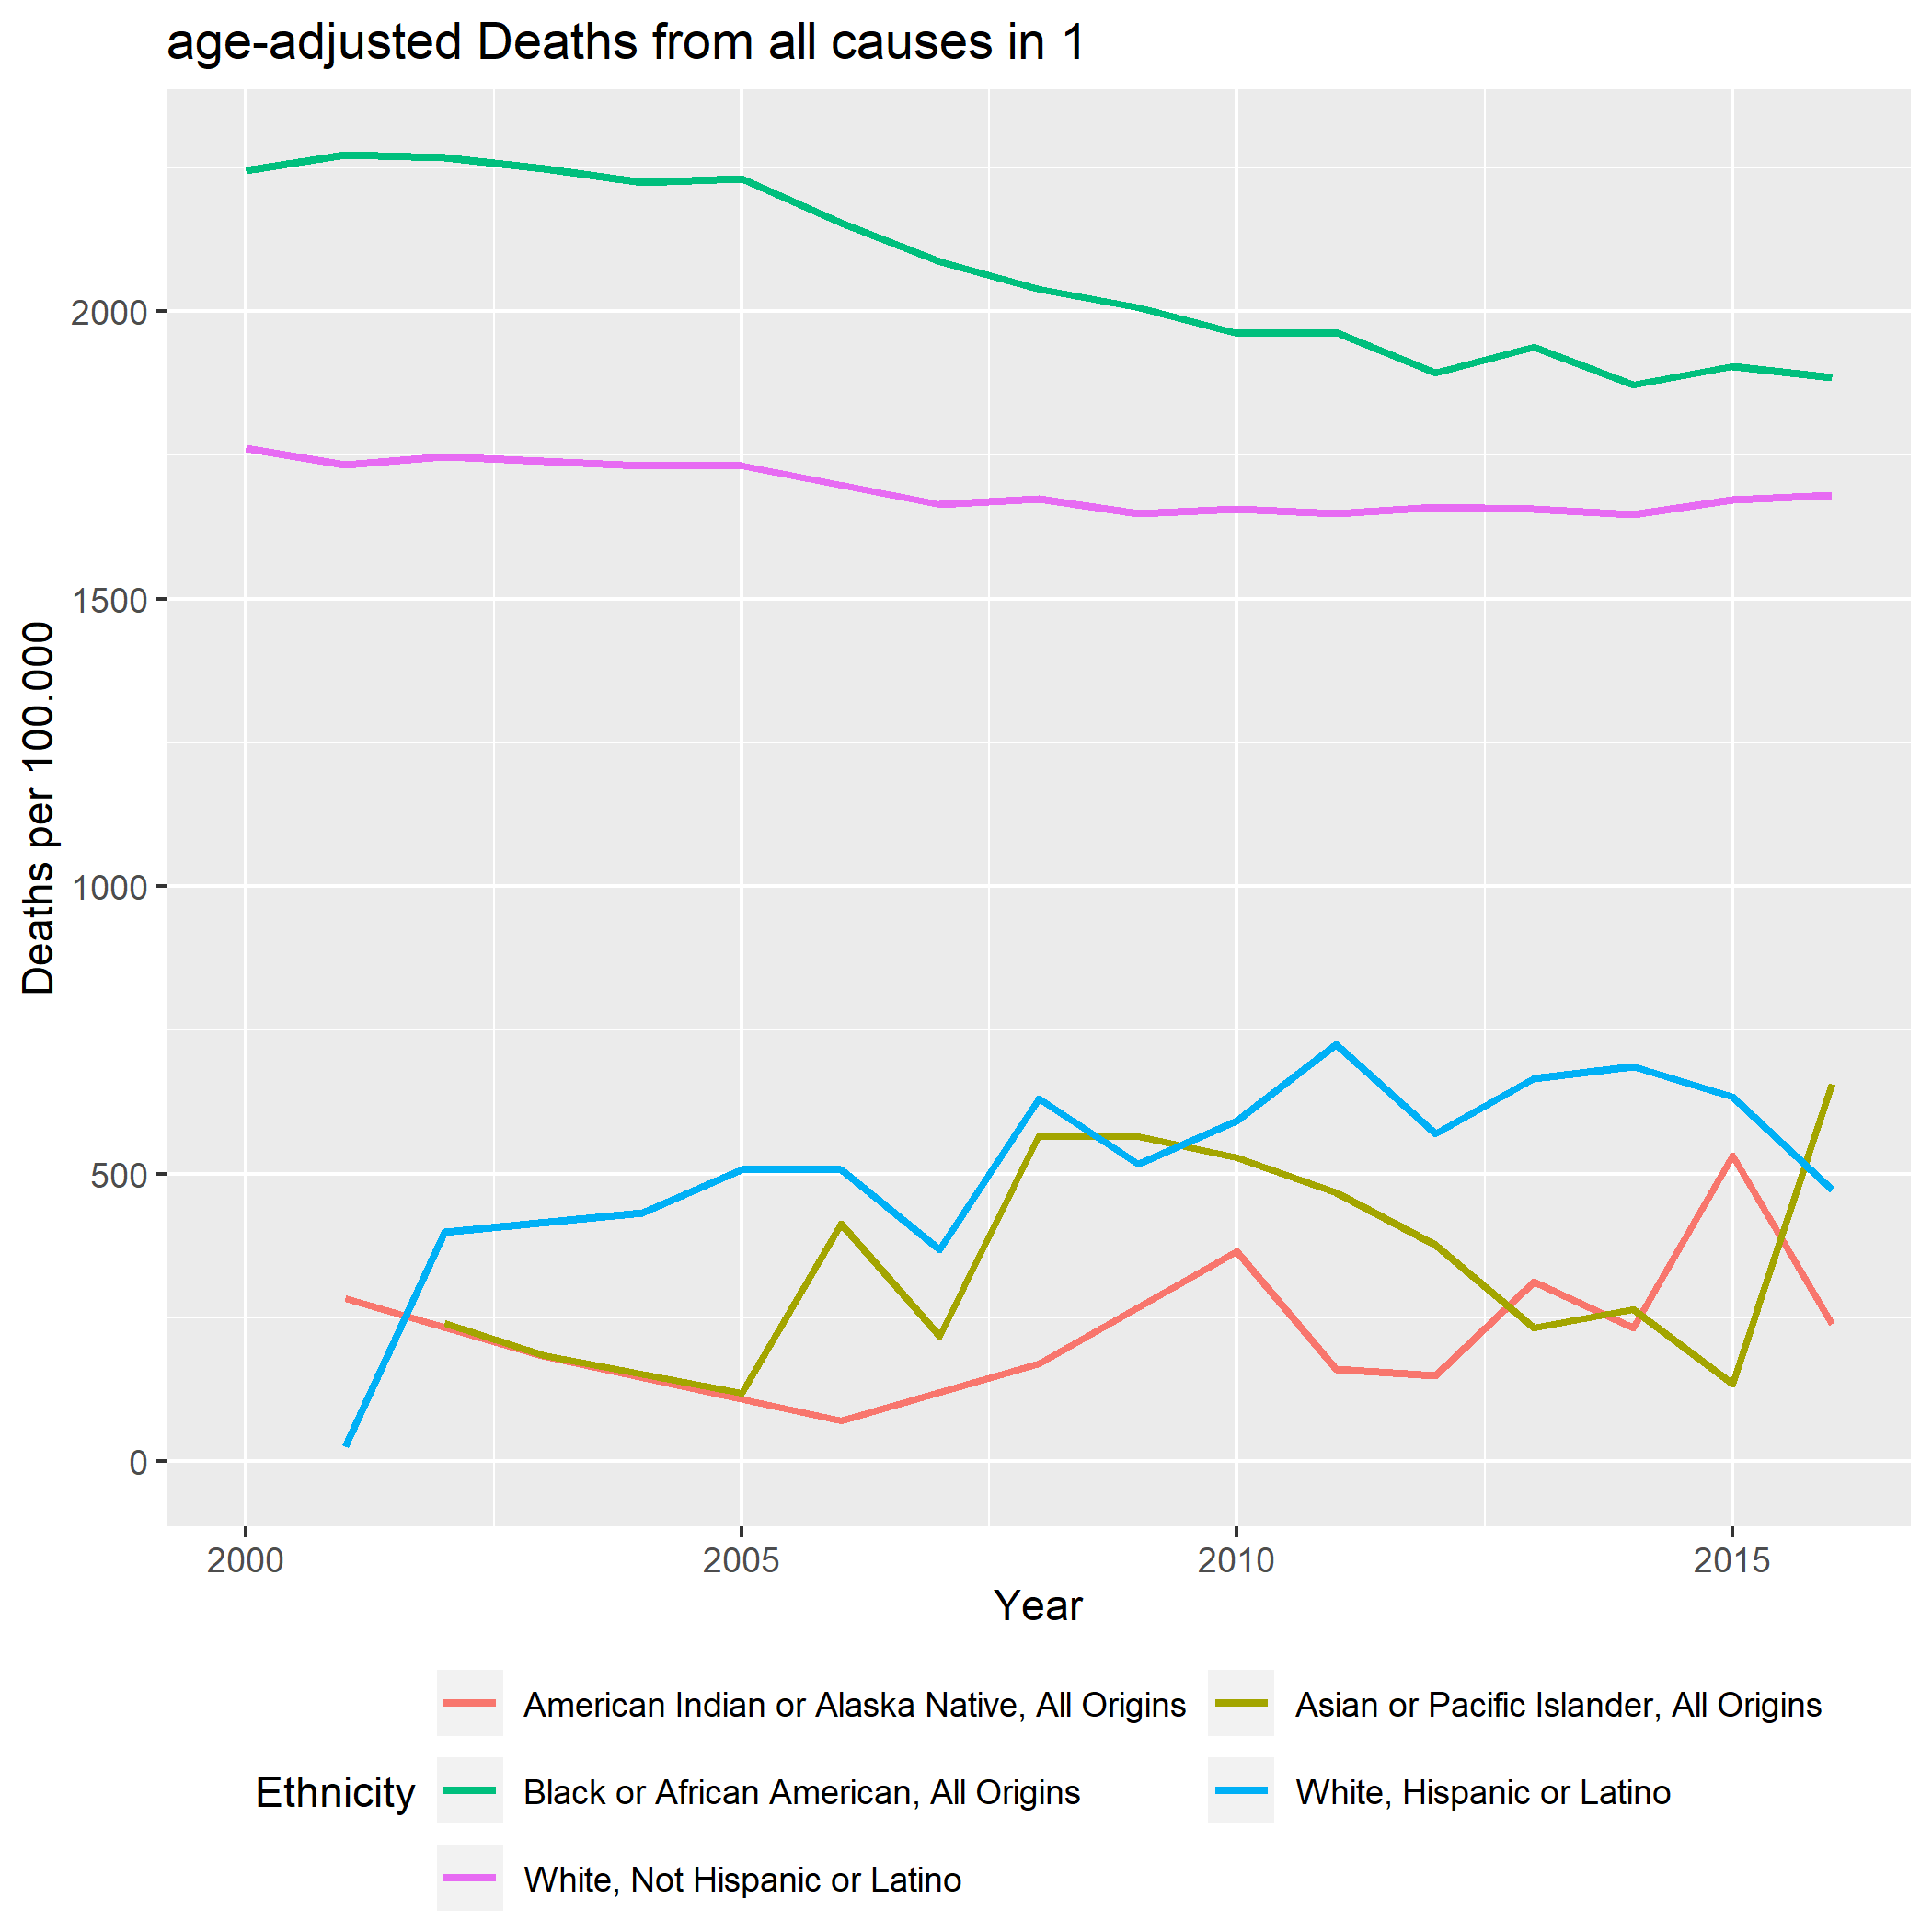 age-adjusted Deaths from all causes in 1
Deaths per 100.000
2000
1500
1000
500
0
2000 2005 2010 2015
Year
Ethnicity
American Indian or Alaska Native, All Origins
Asian or Pacific Islander, All Origins
Black or African American, All Origins
White, Hispanic or Latino
White, Not Hispanic or Latino